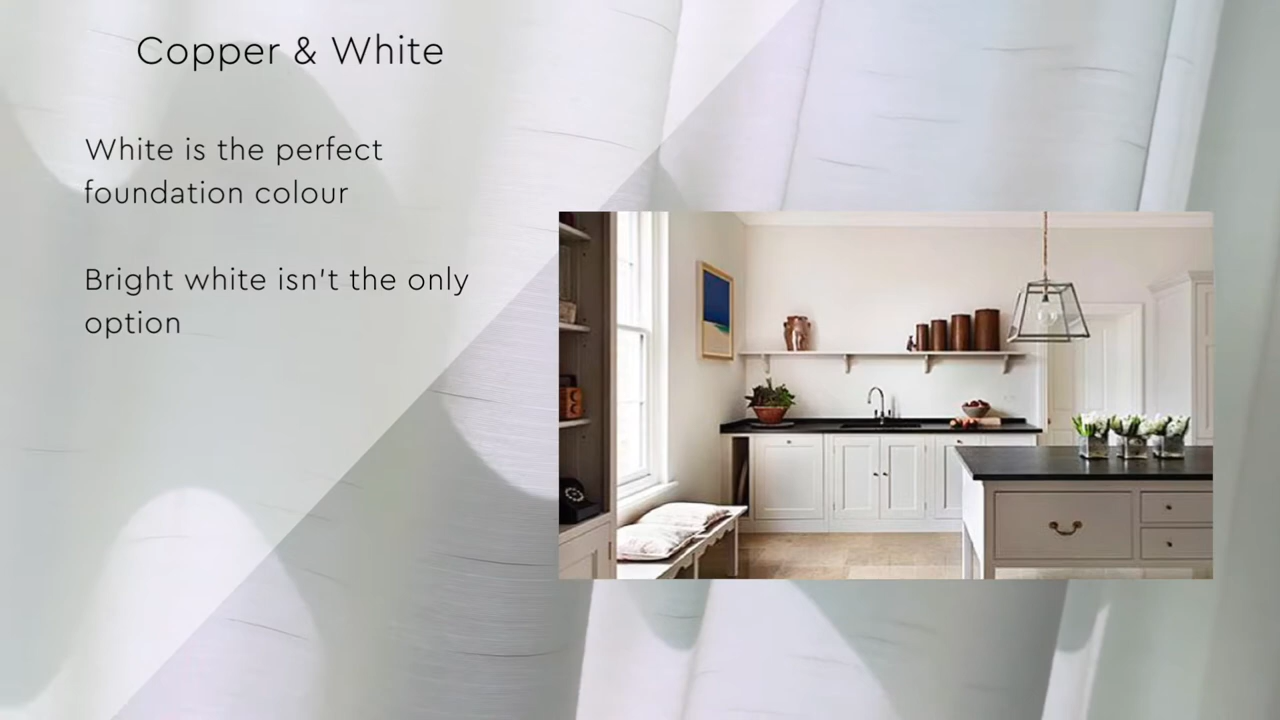 Copper & White
White is the perfect
foundation colour
Bright white isn't the only
option